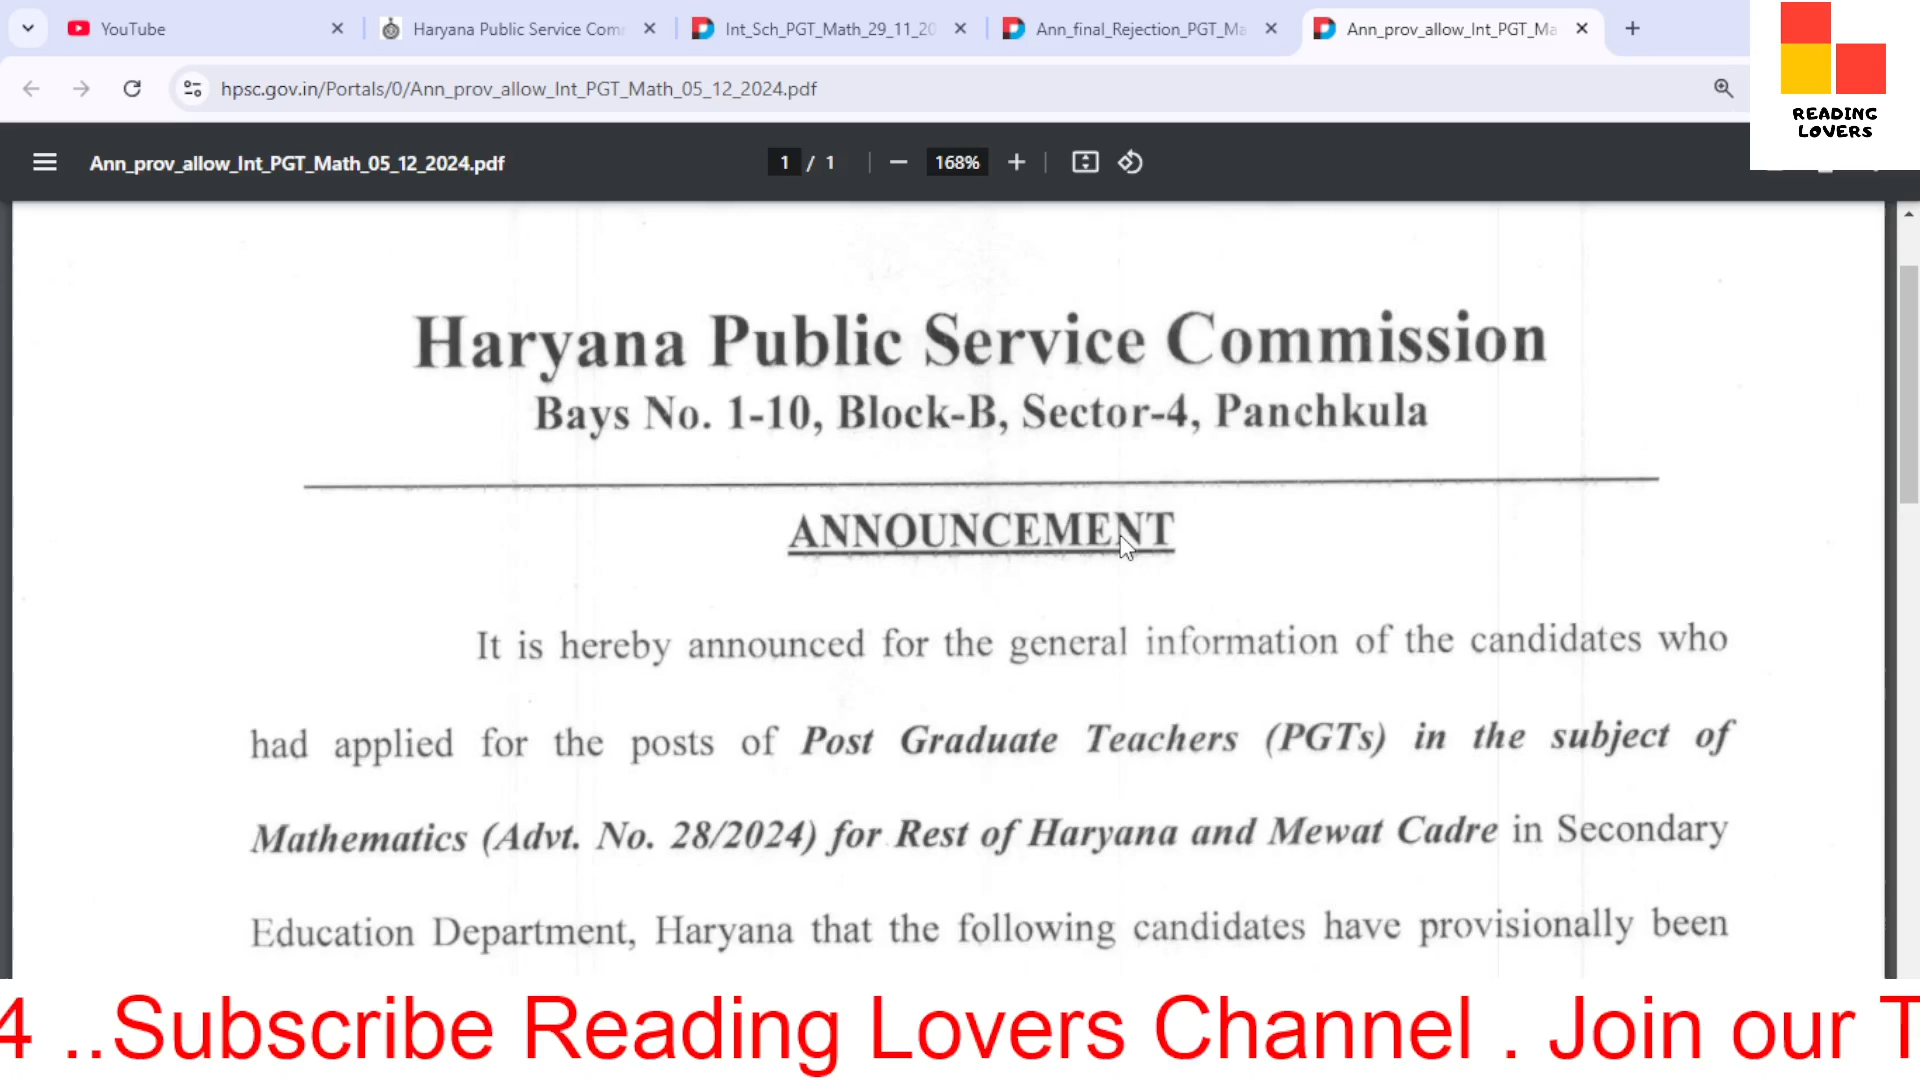 YouTube
Haryana Public Service Com
Int_Sch_PGT_Math_29_11_20
Ann_final_Rejection_PGT_Ma
Ann_prov_allow_Int_PGT_Ma
hpsc.gov.in/Portals/0/Ann_prov_allow_Int_PGT_Math_05_12_2024.pdf
READING
LOVERS
Ann_prov_allow_Int_PGT_Math_05_12_2024.pdf
1 / 1
168%
Haryana Public Service Commission
Bays No. 1-10, Block-B, Sector-4, Panchkula
ANNOUNCEMENT
It is hereby announced for the general information of the candidates who
had applied for the posts of Post Graduate Teachers (PGTs) in the subject of
Mathematics (Advt. No. 28/2024) for Rest of Haryana and Mewat Cadre in Secondary
Education Department, Haryana that the following candidates have provisionally been
4 ..Subscribe Reading Lovers Channel . Join our T